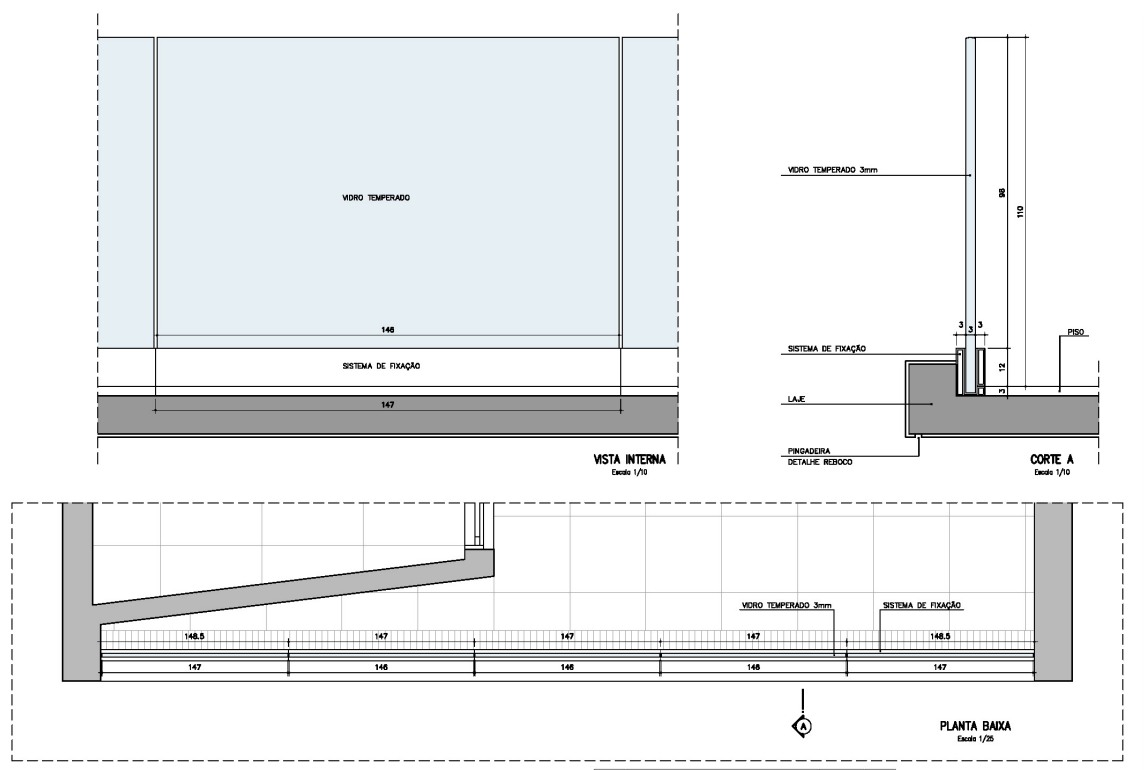 VIDRO TEMPERADO
146
SISTEMA DE FIXAÇÃO
147
VISTA INTERNA
Escala 1/10
VIDRO TEMPERADO 3mm
98
110
3 3 3
PISO
SISTEMA DE FIXAÇÃO
12
3
LAJE
PINGADEIRA
DETALHE REBOCO
CORTE A
Escala 1/10
VIDRO TEMPERADO 3mm
SISTEMA DE FIXAÇÃO
148.5 147 147 147 148.5
147 146 146 146 147
A
PLANTA BAIXA
Escala 1/25